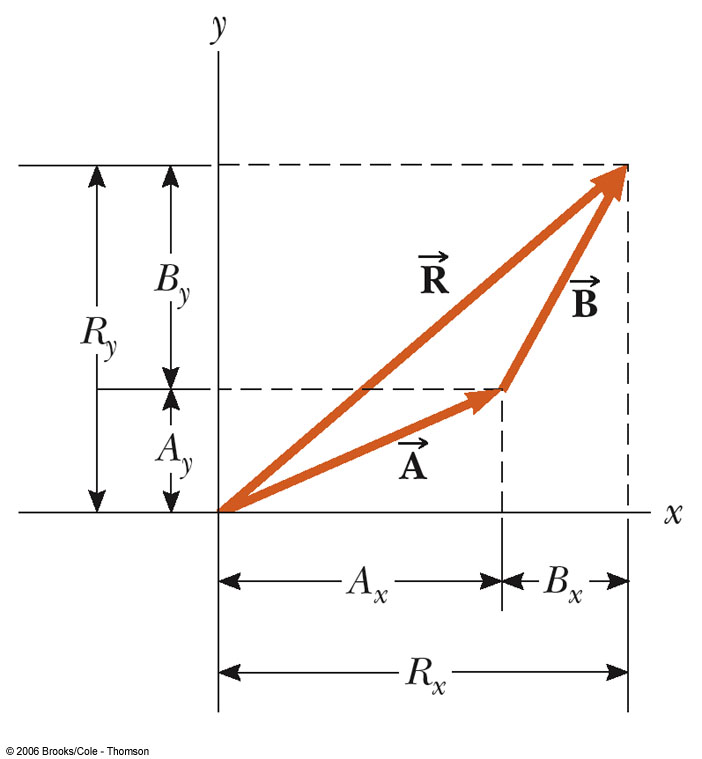 y
R⃗
B_y
B⃗
R_y
A_y
A⃗
x
A_x
B_x
R_x
© 2006 Brooks/Cole - Thomson